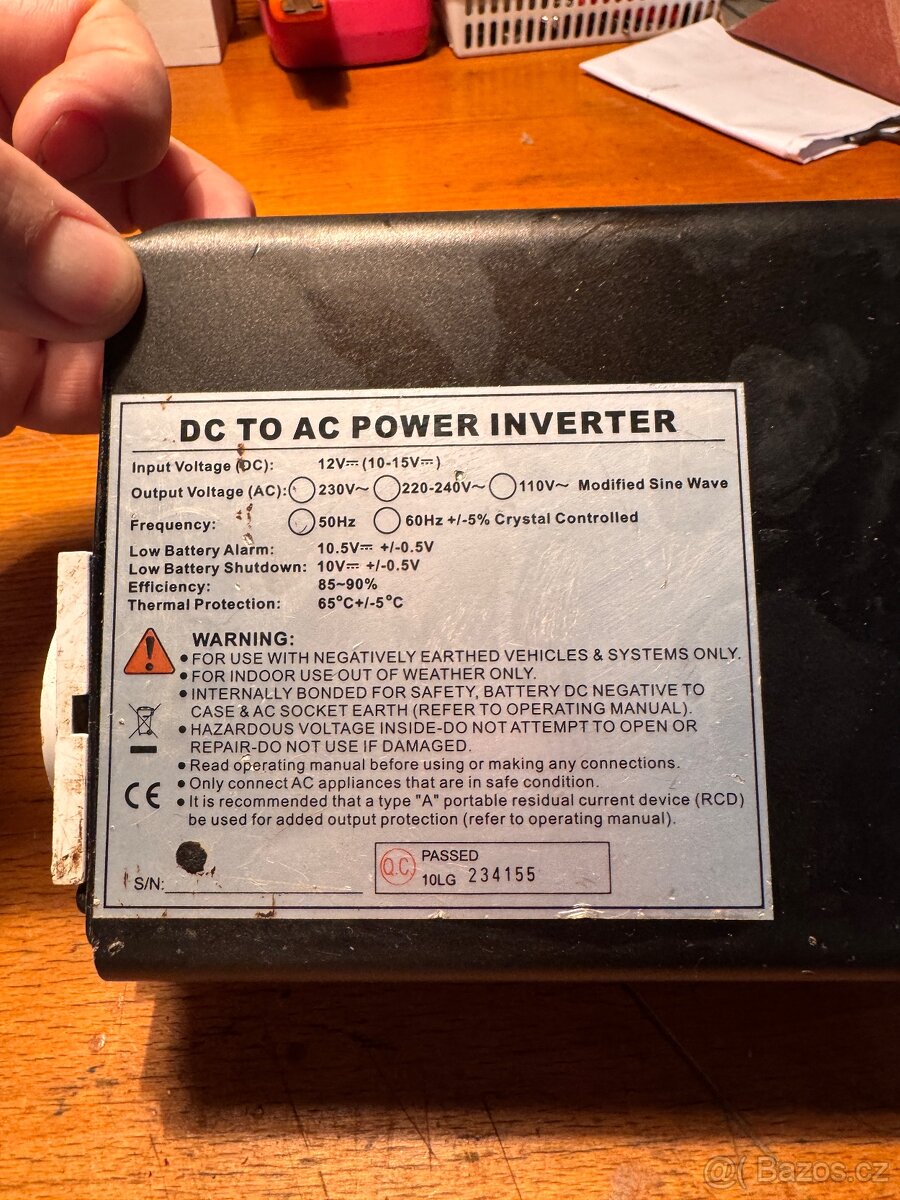 DC TO AC POWER INVERTER
Input Voltage (DC): 12V⎓(10-15V⎓)
Output Voltage (AC): 230V~ 220-240V~ 110V~ Modified Sine Wave
Frequency: 50Hz 60Hz +/-5% Crystal Controlled
Low Battery Alarm: 10.5V⎓ +/-0.5V
Low Battery Shutdown: 10V⎓ +/-0.5V
Efficiency: 85~90%
Thermal Protection: 65°C+/-5°C
WARNING:
• FOR USE WITH NEGATIVELY EARTHED VEHICLES & SYSTEMS ONLY.
• FOR INDOOR USE OUT OF WEATHER ONLY.
• INTERNALLY BONDED FOR SAFETY, BATTERY DC NEGATIVE TO
CASE & AC SOCKET EARTH (REFER TO OPERATING MANUAL).
• HAZARDOUS VOLTAGE INSIDE-DO NOT ATTEMPT TO OPEN OR
REPAIR-DO NOT USE IF DAMAGED.
• Read operating manual before using or making any connections.
• Only connect AC appliances that are in safe condition.
• It is recommended that a type "A" portable residual current device (RCD)
be used for added output protection (refer to operating manual).
CE
S/N:
Q.C. PASSED
10LG 234155
@( Bazos.cz